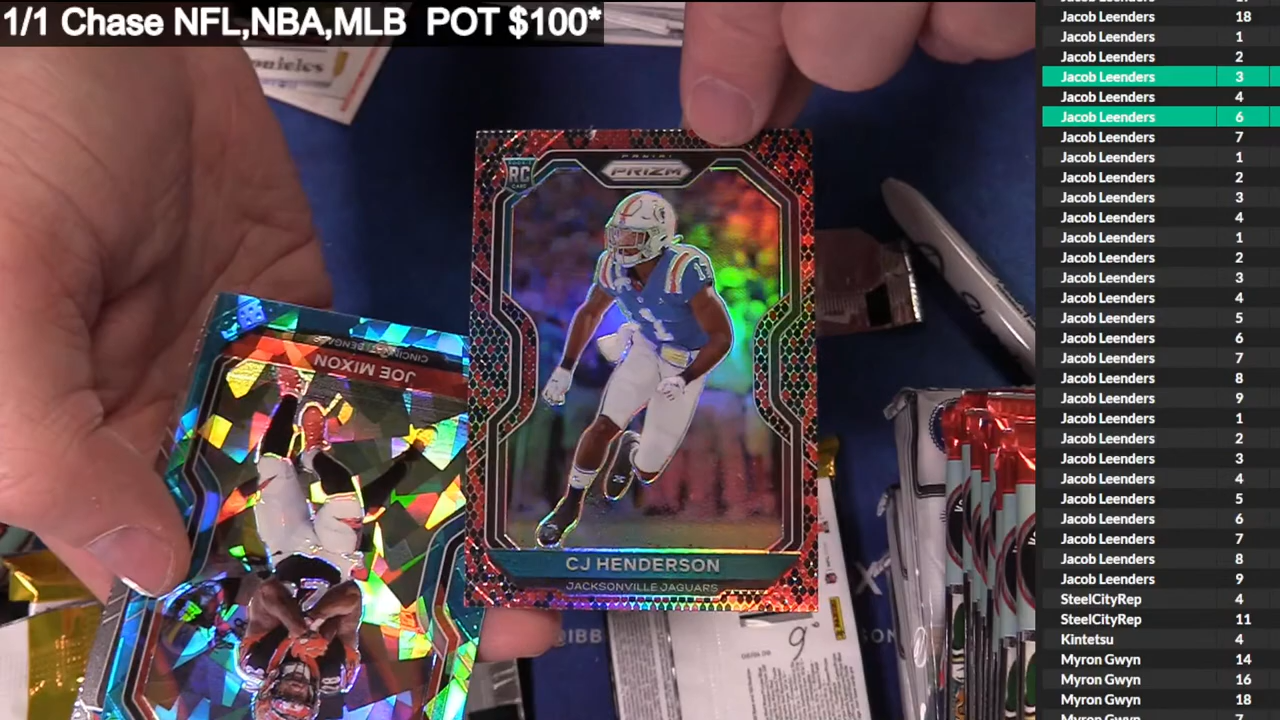 1/1 Chase NFL,NBA,MLB POT $100*
Jacob Leenders 18
Jacob Leenders 1
Jacob Leenders 2
Jacob Leenders 3
Jacob Leenders 4
Jacob Leenders 6
Jacob Leenders 7
Jacob Leenders 1
Jacob Leenders 2
Jacob Leenders 3
Jacob Leenders 4
Jacob Leenders 1
Jacob Leenders 2
Jacob Leenders 3
Jacob Leenders 4
Jacob Leenders 5
Jacob Leenders 6
Jacob Leenders 7
Jacob Leenders 8
Jacob Leenders 9
Jacob Leenders 1
Jacob Leenders 2
Jacob Leenders 3
Jacob Leenders 4
Jacob Leenders 5
Jacob Leenders 6
Jacob Leenders 7
Jacob Leenders 8
Jacob Leenders 9
SteelCityRep 4
SteelCityRep 11
Kintetsu 4
Myron Gwyn 14
Myron Gwyn 16
Myron Gwyn 18
PANINI
PRIZM
RC
1
CJ HENDERSON
JACKSONVILLE JAGUARS
JOE MIXON
CINCINNATI BENGALS
9